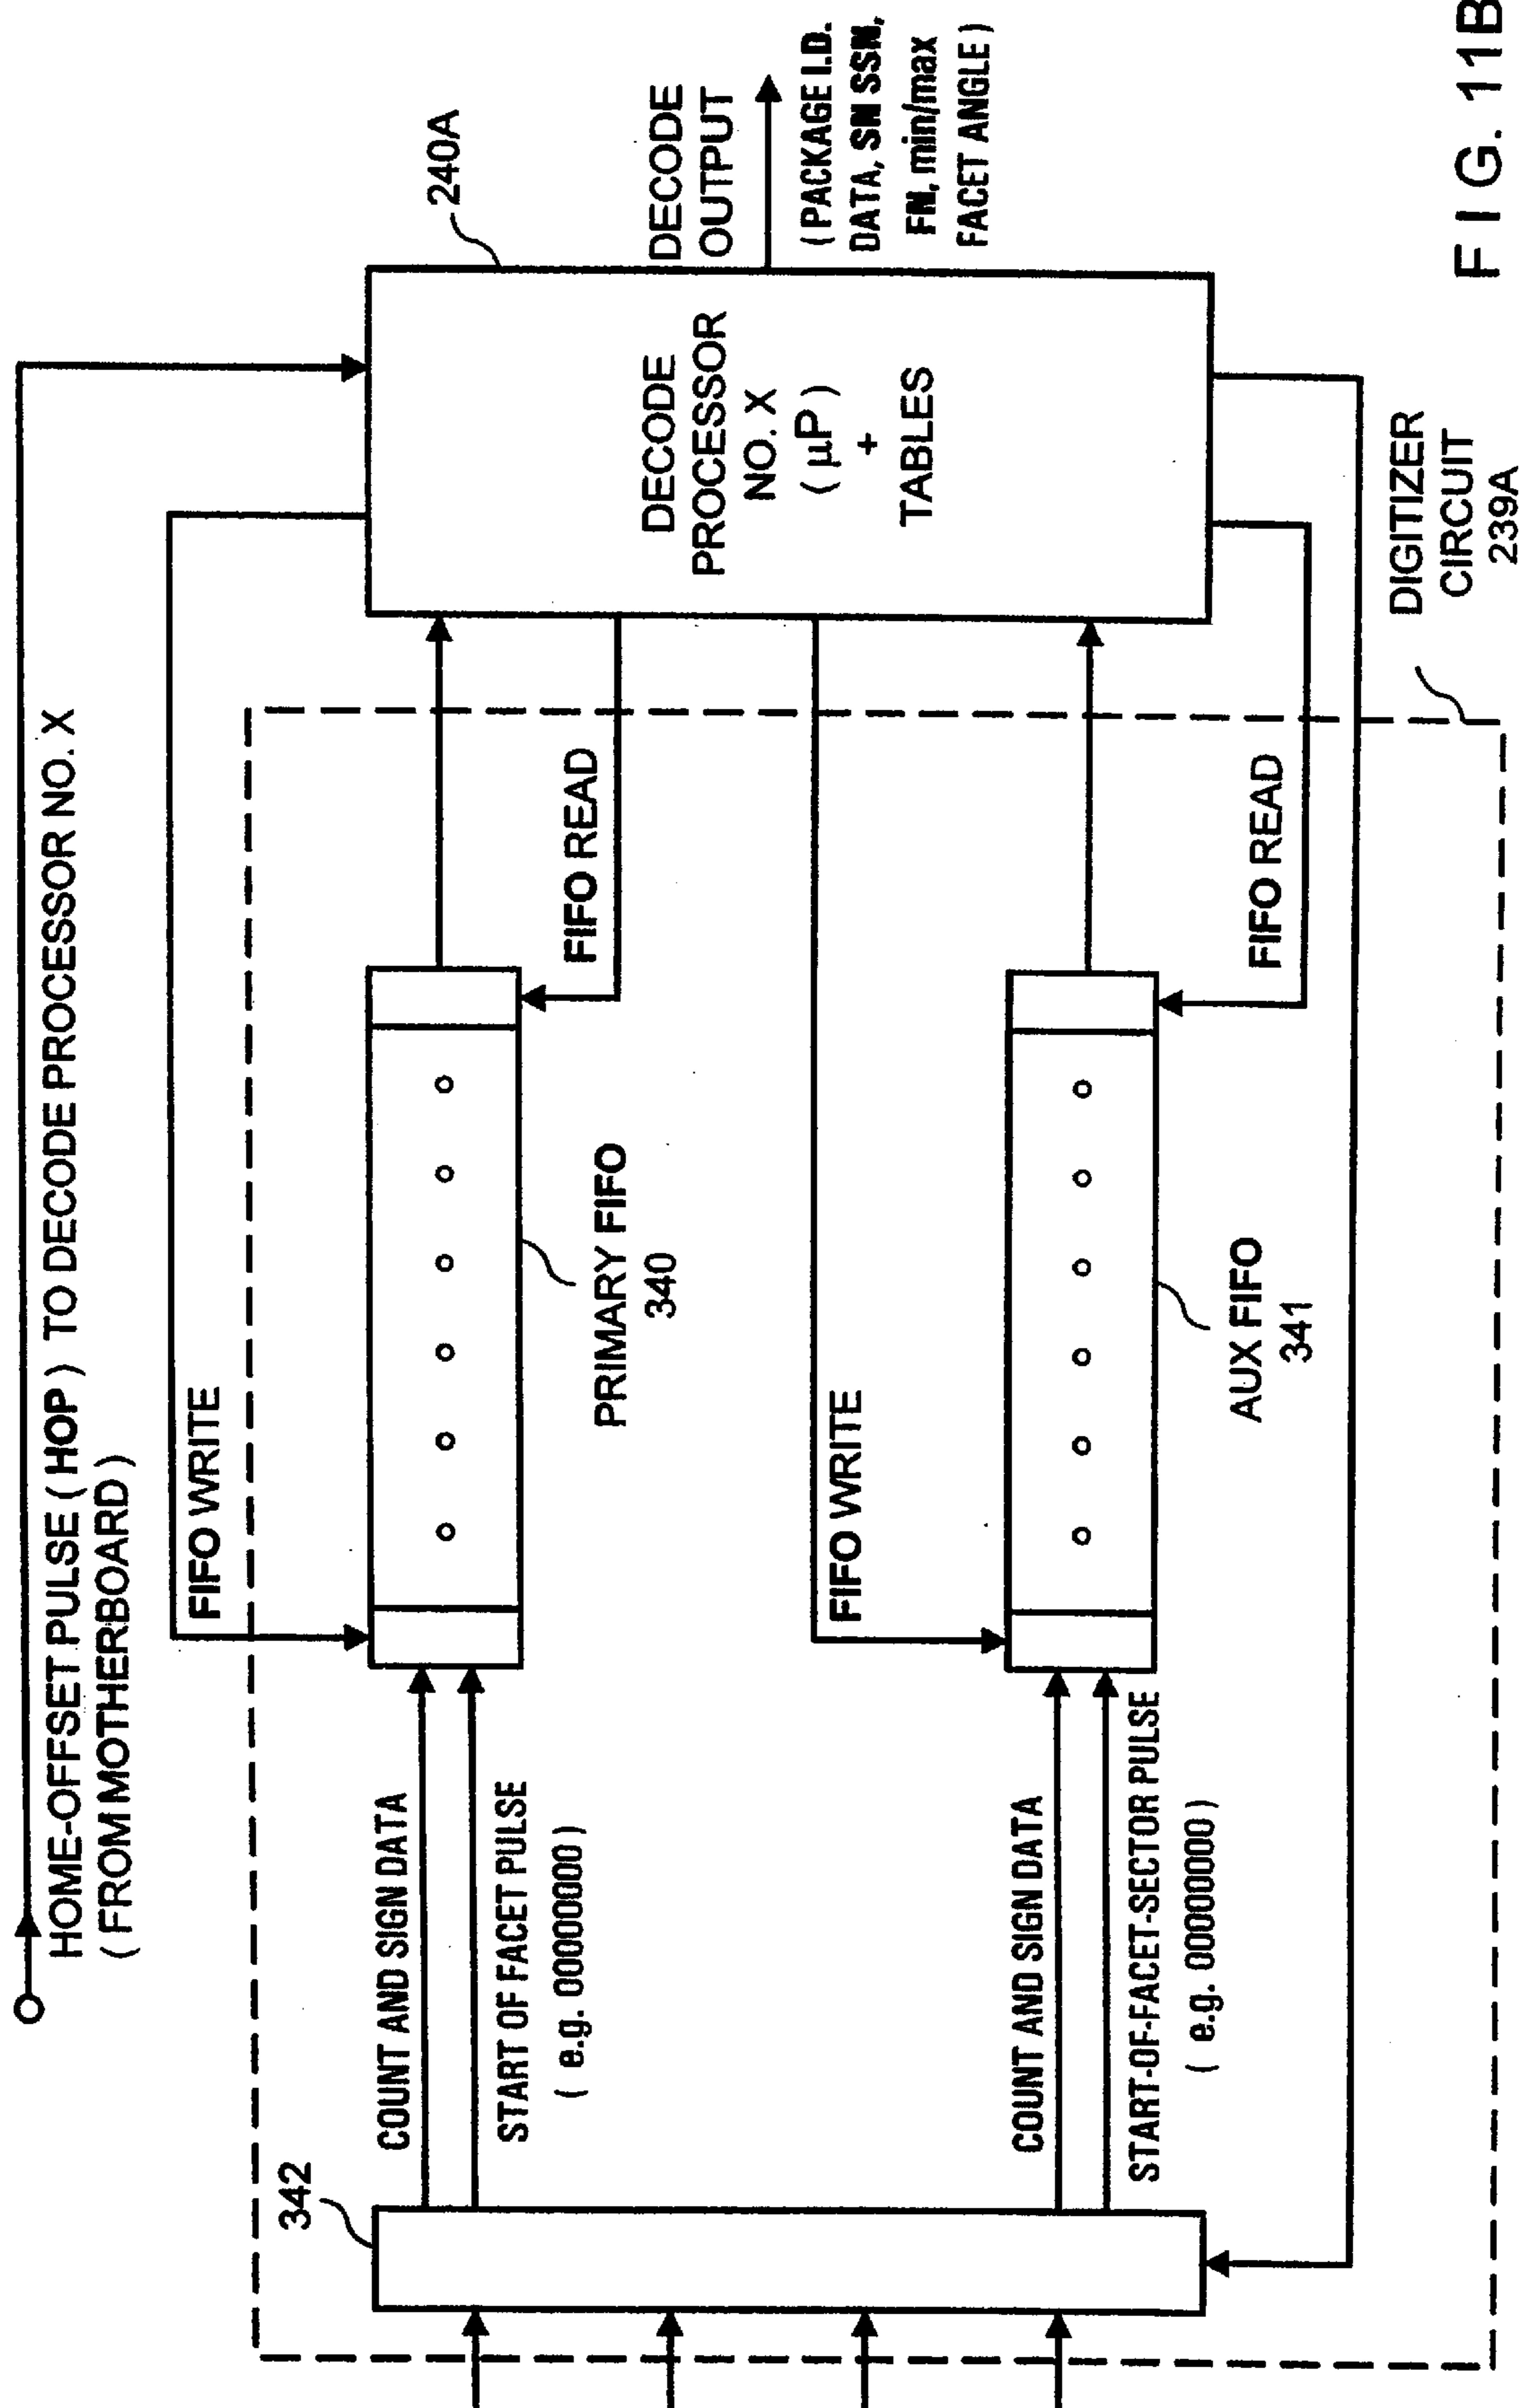 HOME-OFFSET PULSE ( HOP ) TO DECODE PROCESSOR NO. X
( FROM MOTHERBOARD )
FIFO WRITE
240A
DECODE
OUTPUT
( PACKAGE I.D.
DATA, SN SSN,
FN, min/max
FACET ANGLE )
DECODE
PROCESSOR
NO. X
( µP )
+
TABLES
342
COUNT AND SIGN DATA
START OF FACET PULSE
( e.g. 0000000 )
PRIMARY FIFO
340
FIFO READ
FIFO WRITE
COUNT AND SIGN DATA
START-OF-FACET-SECTOR PULSE
( e.g. 00000000 )
AUX FIFO
341
FIFO READ
DIGITIZER
CIRCUIT
239A
F I G. 11B